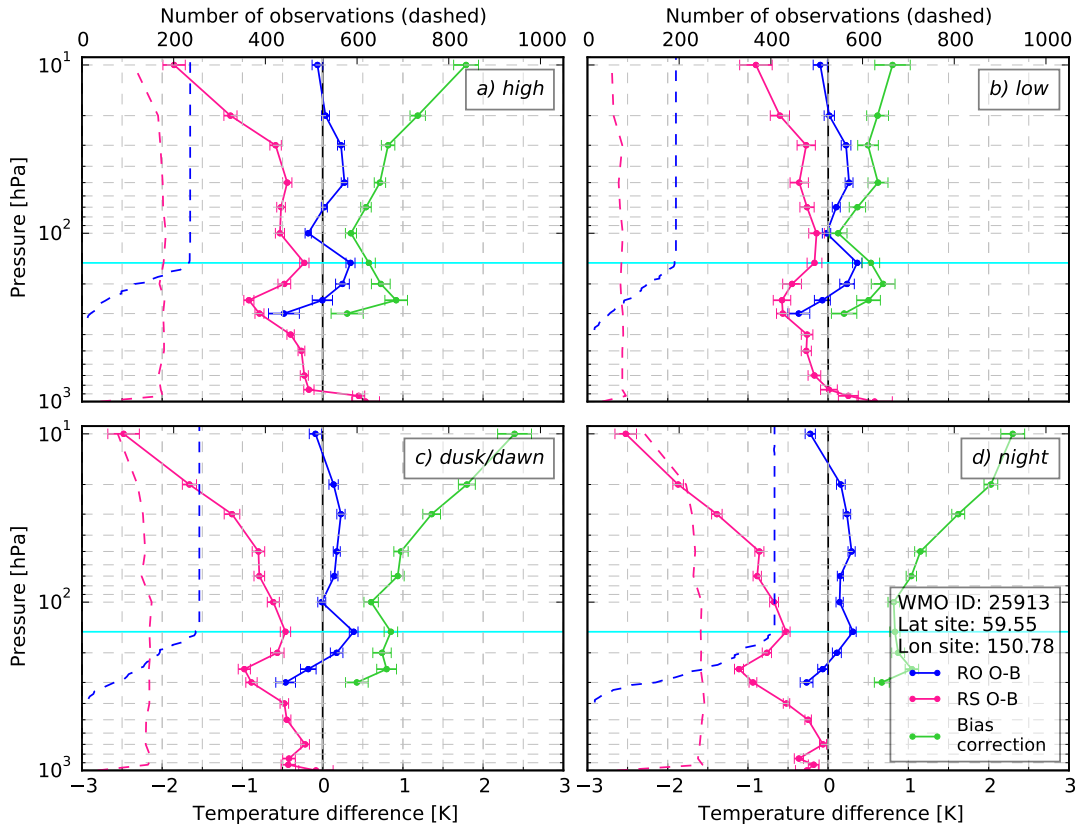 Number of observations (dashed) Number of observations (dashed)
0 200 400 600 800 1000 0 200 400 600 800 1000
10¹
a) high b) low
Pressure [hPa]
10²
10³
10¹
c) dusk/dawn d) night
Pressure [hPa]
10²
WMO ID: 25913
Lat site: 59.55
Lon site: 150.78
RO O-B
RS O-B
Bias
correction
10³
−3 −2 −1 0 1 2 3 −3 −2 −1 0 1 2 3
Temperature difference [K] Temperature difference [K]